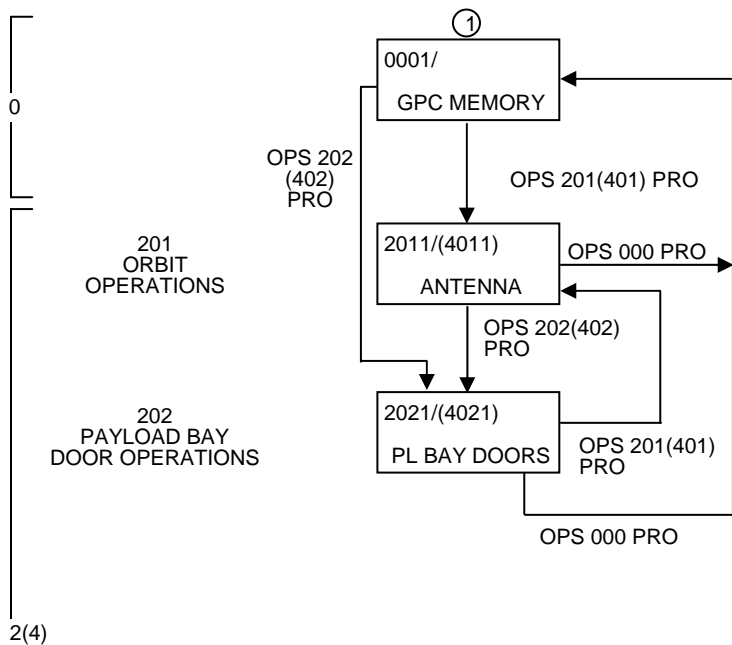 1
0001/
GPC MEMORY
0
OPS 202
(402)
PRO
OPS 201(401) PRO
201
ORBIT
OPERATIONS
2011/(4011)
ANTENNA
OPS 000 PRO
OPS 202(402)
PRO
202
PAYLOAD BAY
DOOR OPERATIONS
2021/(4021)
PL BAY DOORS
OPS 201(401)
PRO
OPS 000 PRO
2(4)